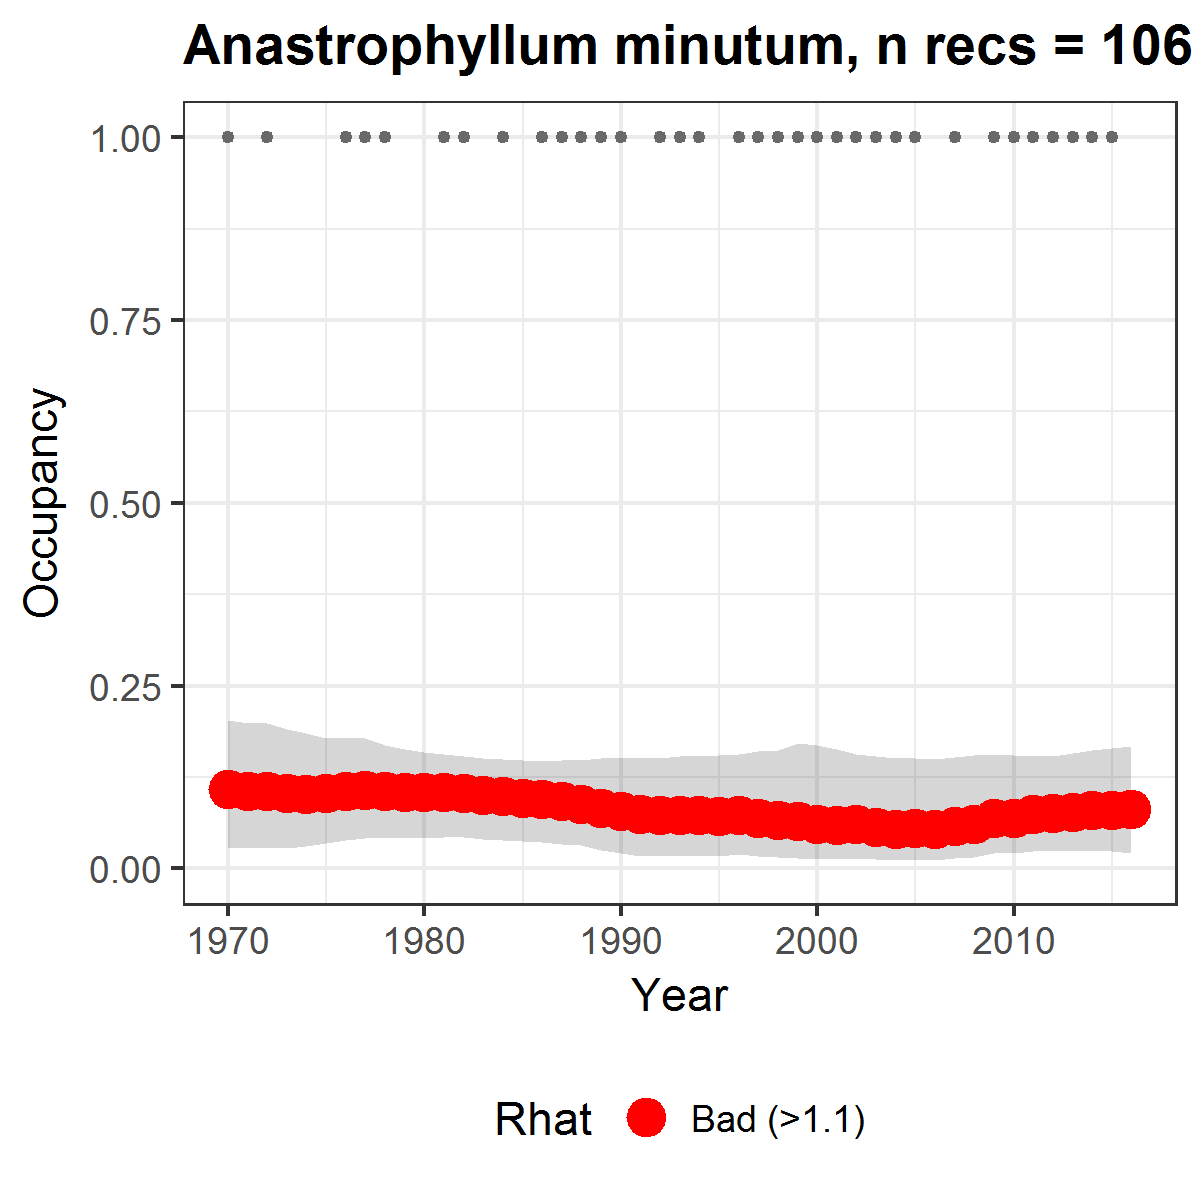 Anastrophyllum minutum, n recs = 106
1.00
0.75
0.50
0.25
0.00
Occupancy
1970 1980 1990 2000 2010
Year
Rhat Bad (>1.1)